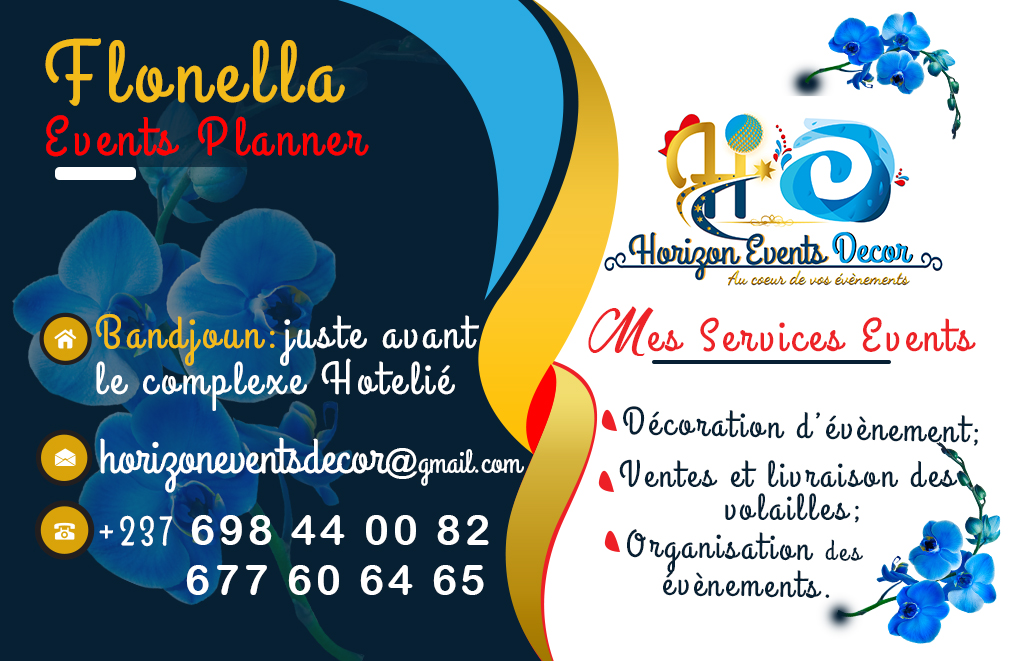 Flonella
Events Planner
Bandjoun: juste avant
le complexe Hotelié
horizoneventsdecor@gmail.com
+237 698 44 00 82
677 60 64 65
H
Horizon Events Decor
Au coeur de vos évènements
Mes Services Events
Décoration d'évènement;
Ventes et livraison des
volailles;
Organisation des
évènements.